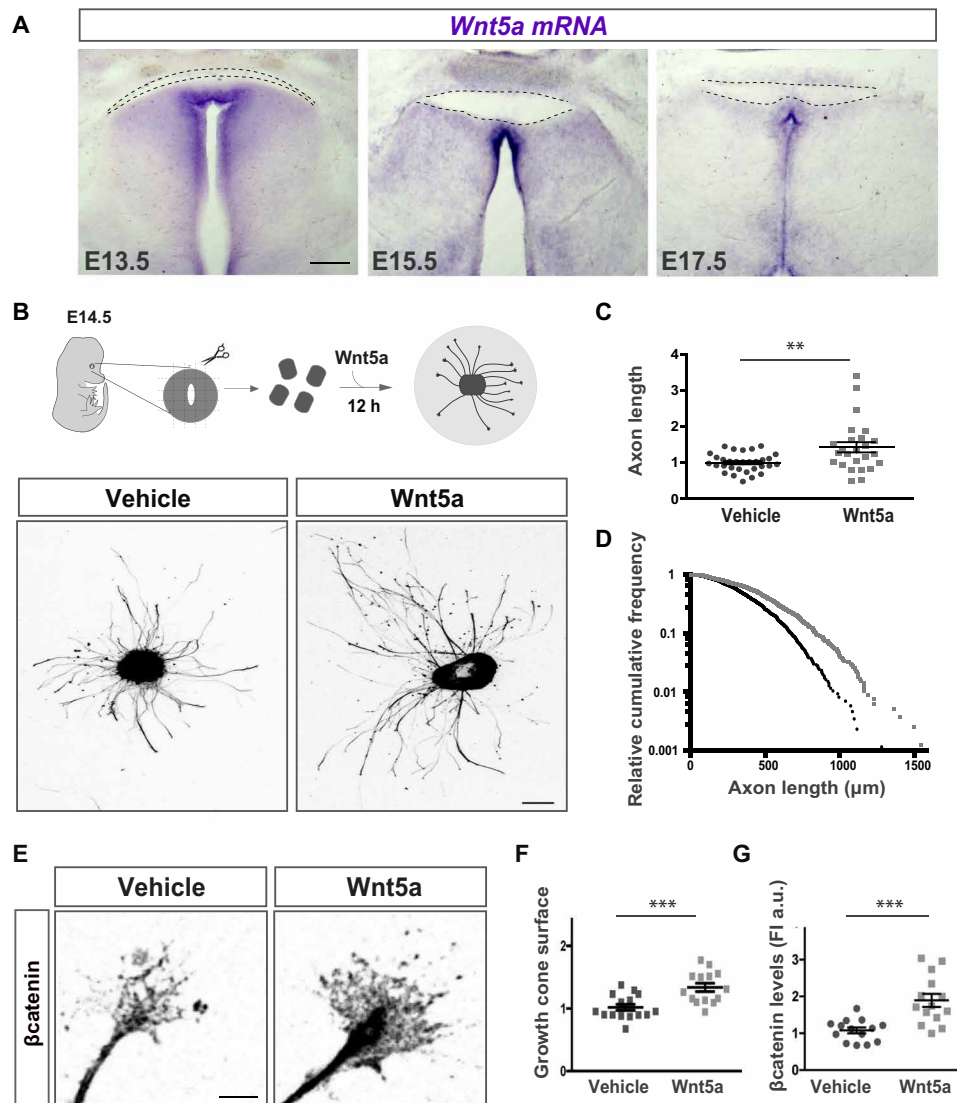 A
Wnt5a mRNA
E13.5
E15.5
E17.5
B
E14.5
Wnt5a
12 h
Vehicle
Wnt5a
C
**
Axon length
4
3
2
1
0
Vehicle
Wnt5a
D
Relative cumulative frequency
1
0.1
0.01
0.001
0
500
1000
1500
Axon length (µm)
E
Vehicle
Wnt5a
βcatenin
F
***
Growth cone surface
2
1
0
Vehicle
Wnt5a
G
***
βcatenin levels (FI a.u.)
3
2
1
0
Vehicle
Wnt5a